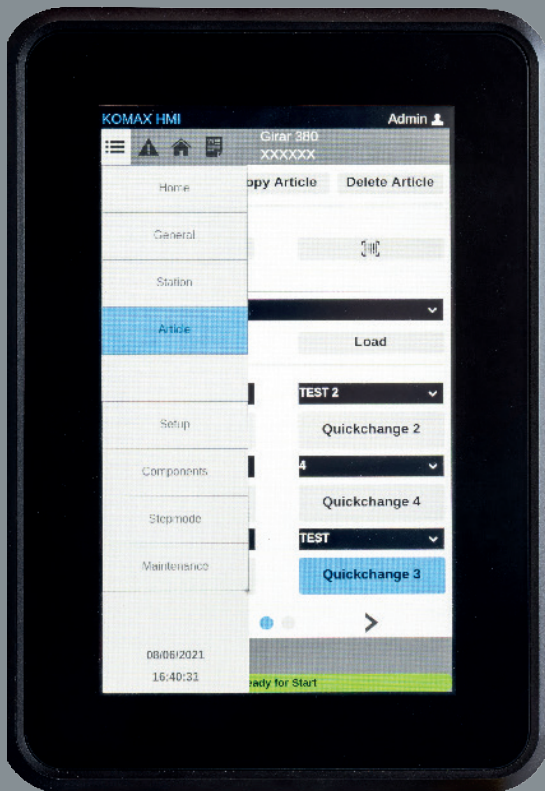 KOMAX HMI
Admin
Girar 380
XXXXXX
Home
General
Station
Article
Setup
Components
Stepmode
Maintenance
08/06/2021
16:40:31
opy Article
Delete Article
Load
TEST 2
Quickchange 2
4
Quickchange 4
TEST
Quickchange 3
eady for Start